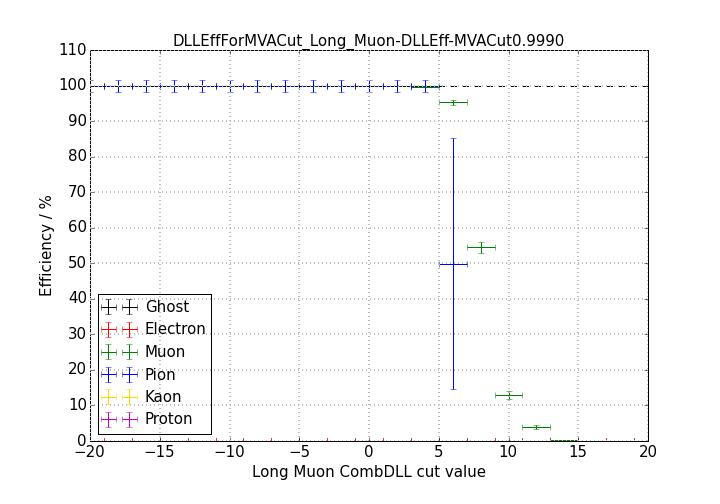 DLLEffForMVACut_Long_Muon-DLLEff-MVACut0.9990
110
100
90
80
70
60
50
40
30
20
10
0
Efficiency / %
Ghost
Electron
Muon
Pion
Kaon
Proton
−20 −15 −10 −5 0 5 10 15 20
Long Muon CombDLL cut value